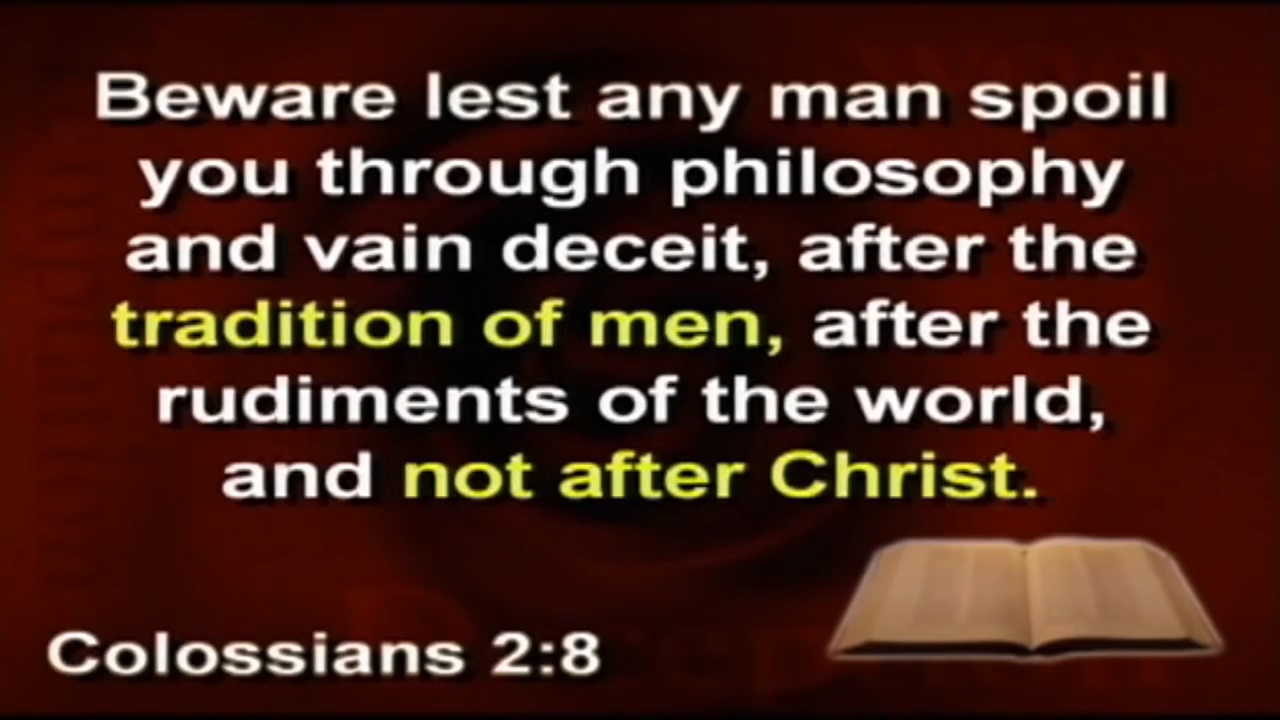 Beware lest any man spoil
you through philosophy
and vain deceit, after the
tradition of men, after the
rudiments of the world,
and not after Christ.
Colossians 2:8